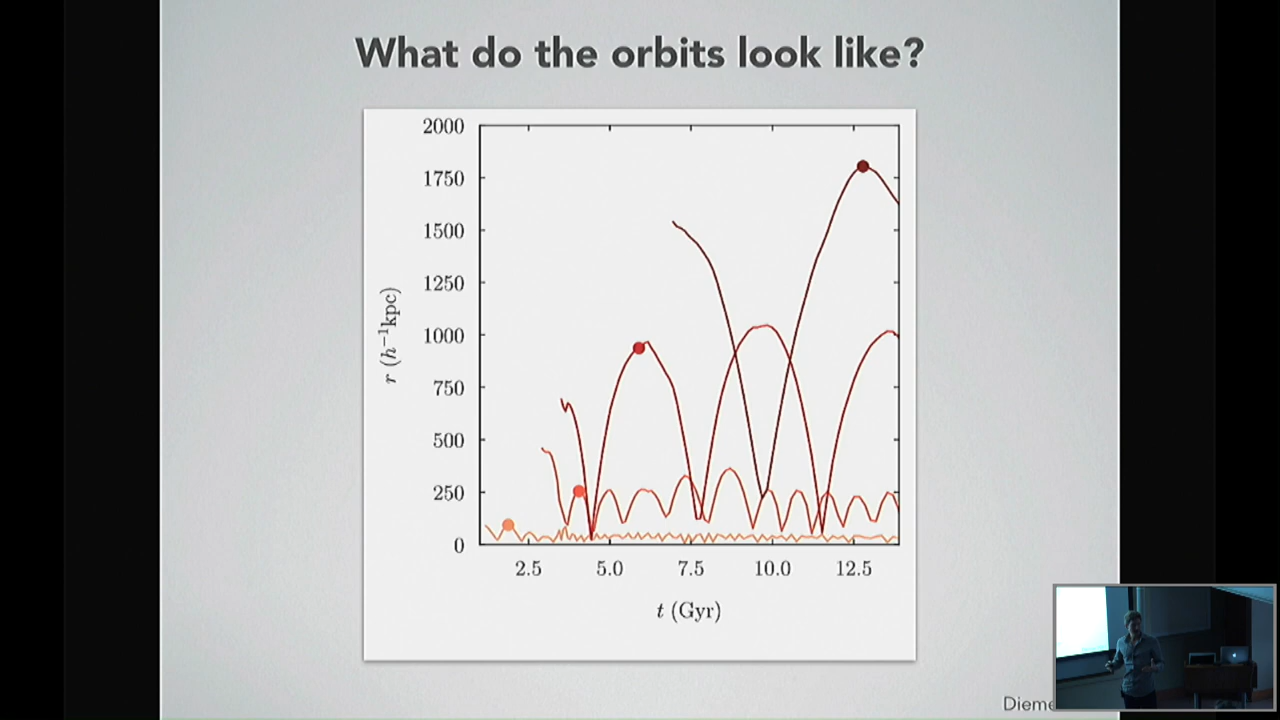 What do the orbits look like?
2000
1750
1500
1250
1000
750
500
250
0
r (h⁻¹kpc)
2.5 5.0 7.5 10.0 12.5
t (Gyr)